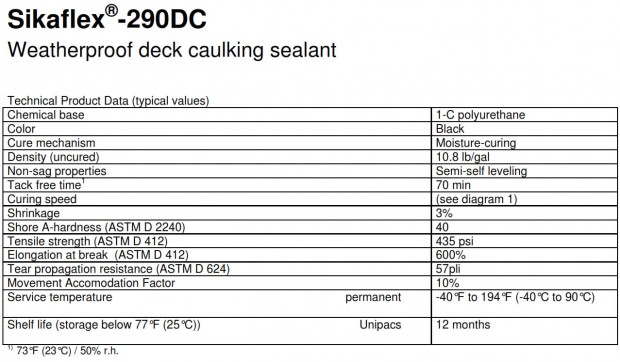 Sikaflex®-290DC
Weatherproof deck caulking sealant
Technical Product Data (typical values)
Chemical base 1-C polyurethane
Color Black
Cure mechanism Moisture-curing
Density (uncured) 10.8 lb/gal
Non-sag properties Semi-self leveling
Tack free time¹ 70 min
Curing speed (see diagram 1)
Shrinkage 3%
Shore A-hardness (ASTM D 2240) 40
Tensile strength (ASTM D 412) 435 psi
Elongation at break (ASTM D 412) 600%
Tear propagation resistance (ASTM D 624) 57pli
Movement Accomodation Factor 10%
Service temperature permanent -40°F to 194°F (-40°C to 90°C)
Shelf life (storage below 77°F (25°C)) Unipacs 12 months
¹⁾ 73°F (23°C) / 50% r.h.